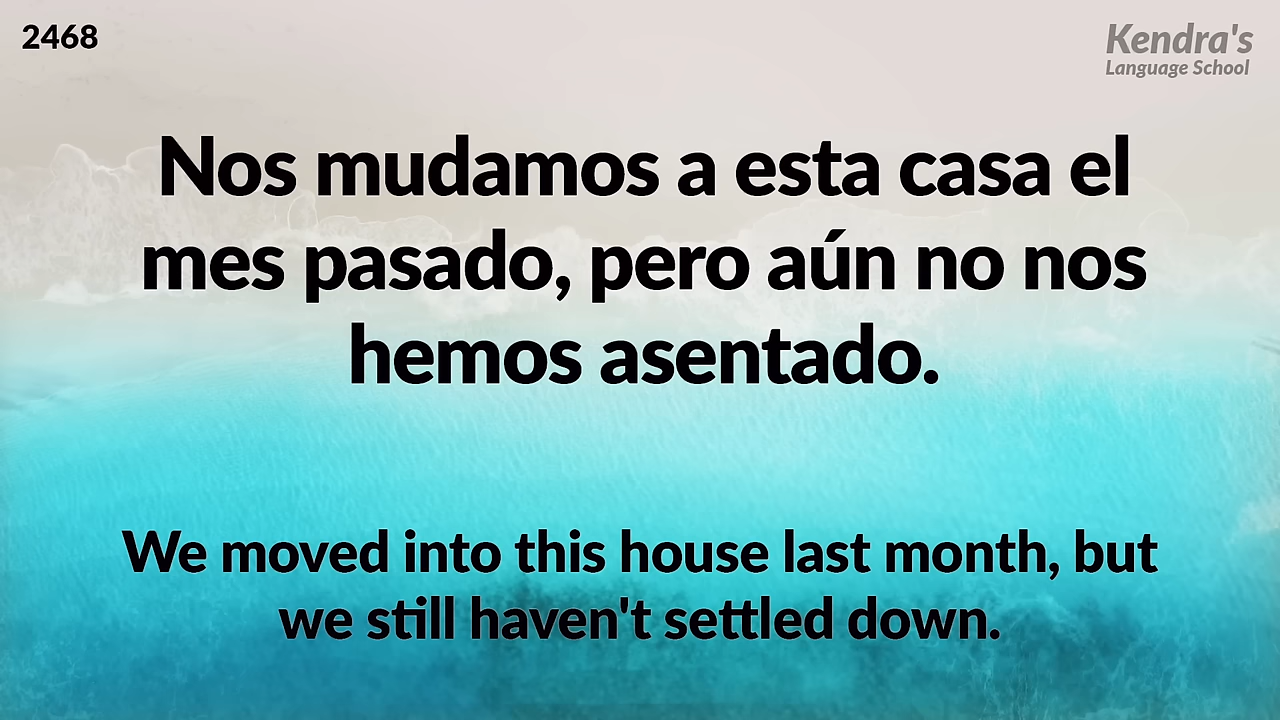 2468
Kendra's
Language School
Nos mudamos a esta casa el
mes pasado, pero aún no nos
hemos asentado.
We moved into this house last month, but
we still haven't settled down.